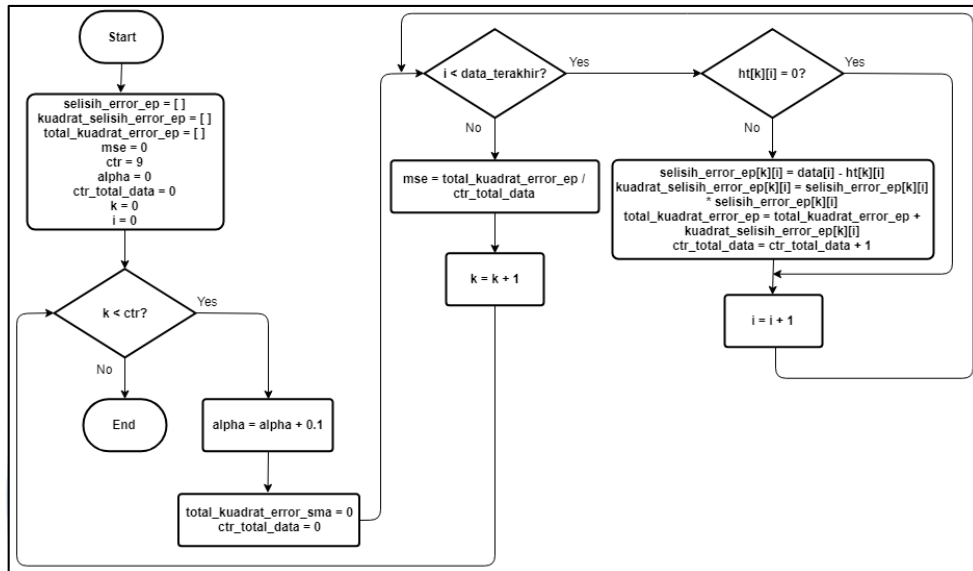 Start
selisih_error_ep = [ ]
kuadrat_selisih_error_ep = [ ]
total_kuadrat_error_ep = [ ]
mse = 0
ctr = 9
alpha = 0
ctr_total_data = 0
k = 0
i = 0
k < ctr?
Yes
No
End
alpha = alpha + 0.1
total_kuadrat_error_sma = 0
ctr_total_data = 0
i < data_terakhir?
Yes
No
mse = total_kuadrat_error_ep /
ctr_total_data
k = k + 1
ht[k][i] = 0?
Yes
No
selisih_error_ep[k][i] = data[i] - ht[k][i]
kuadrat_selisih_error_ep[k][i] = selisih_error_ep[k][i]
* selisih_error_ep[k][i]
total_kuadrat_error_ep = total_kuadrat_error_ep +
kuadrat_selisih_error_ep[k][i]
ctr_total_data = ctr_total_data + 1
i = i + 1